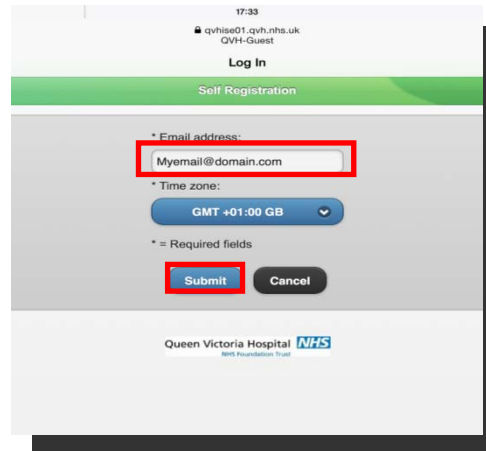 17:33
qvhise01.qvh.nhs.uk
QVH-Guest
Log In
Self Registration
* Email address:
Myemail@domain.com
* Time zone:
GMT +01:00 GB
* = Required fields
Submit Cancel
Queen Victoria Hospital NHS
NHS Foundation Trust